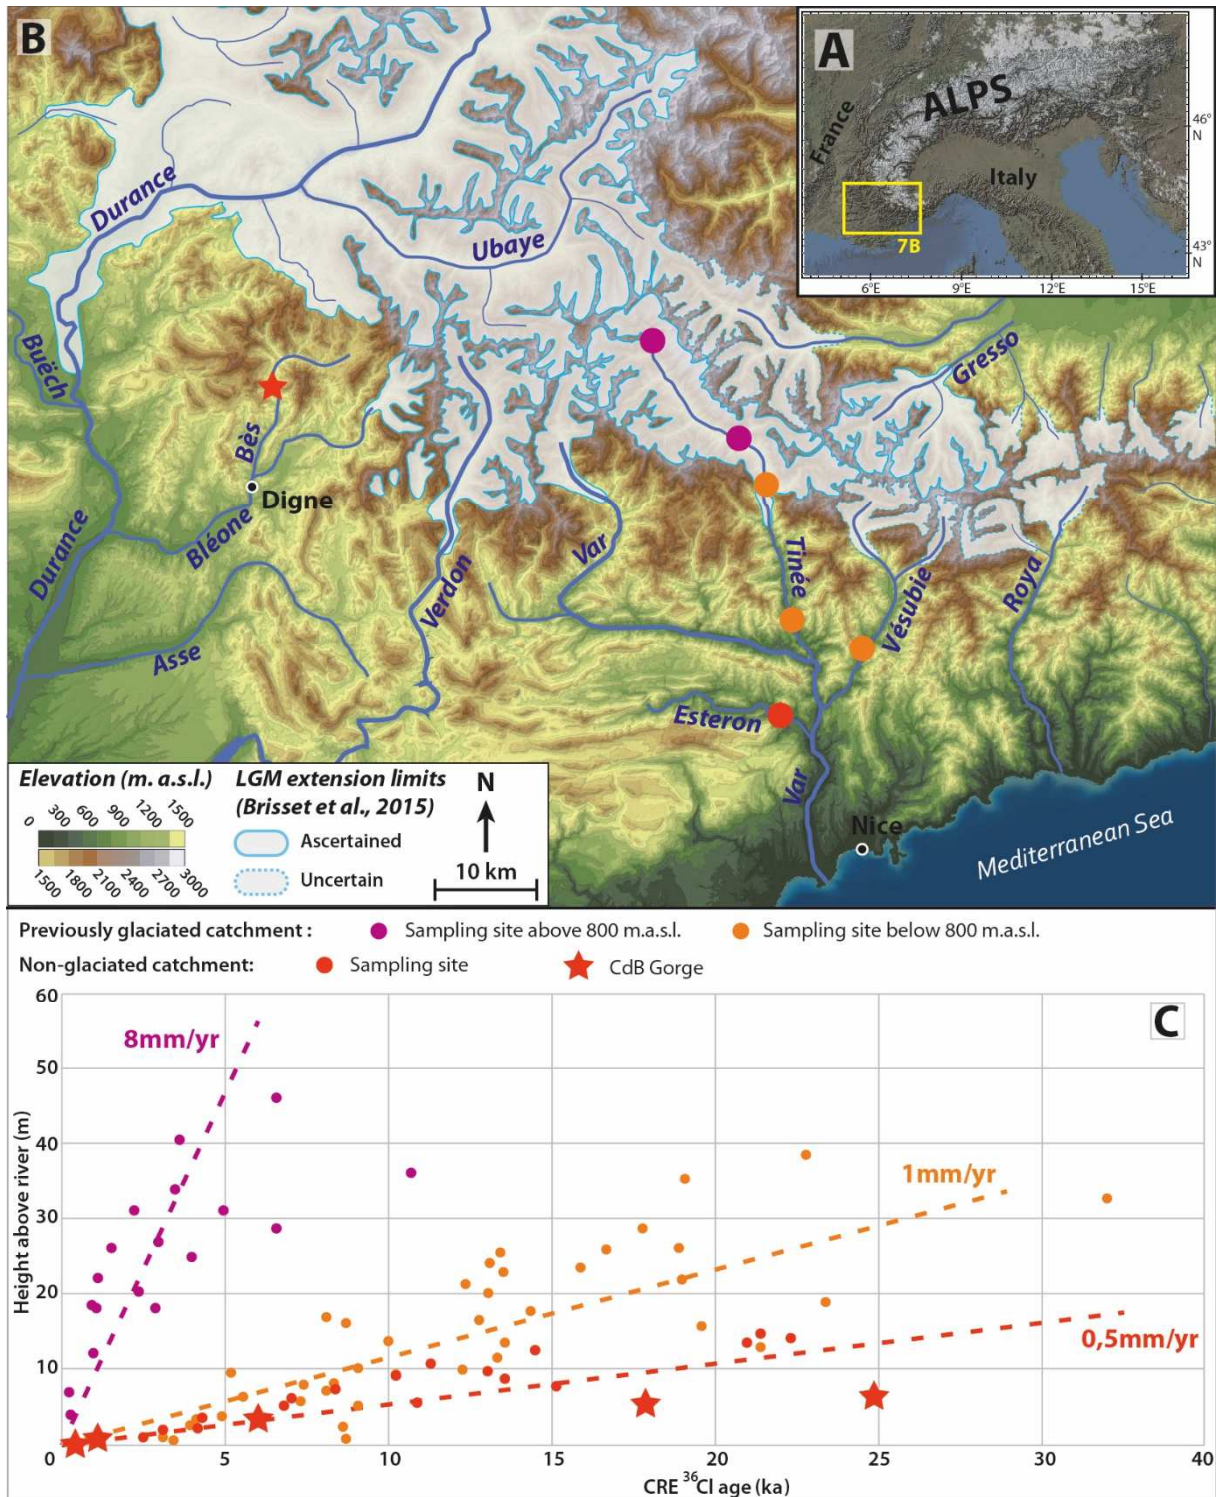 B
A
ALPS
France
Italy
7B
46°
N
43°
N
6°E
9°E
12°E
15°E
Durance
Ubaye
Buëch
Bès
Digne
Bléone
Durance
Asse
Verdon
Var
Tinée
Vésubie
Roya
Gresso
Esteron
Var
Nice
Mediterranean Sea
Elevation (m. a.s.l.)
0 300 600 900 1200 1500
1500 1800 2100 2400 2700 3000
LGM extension limits
(Brisset et al., 2015)
Ascertained
Uncertain
N
10 km
Previously glaciated catchment :
Sampling site above 800 m.a.s.l.
Sampling site below 800 m.a.s.l.
Non-glaciated catchment:
Sampling site
CdB Gorge
C
8mm/yr
1mm/yr
0,5mm/yr
Height above river (m)
60
50
40
30
20
10
0 5 10 15 20 25 30 35 40
CRE ³⁶Cl age (ka)